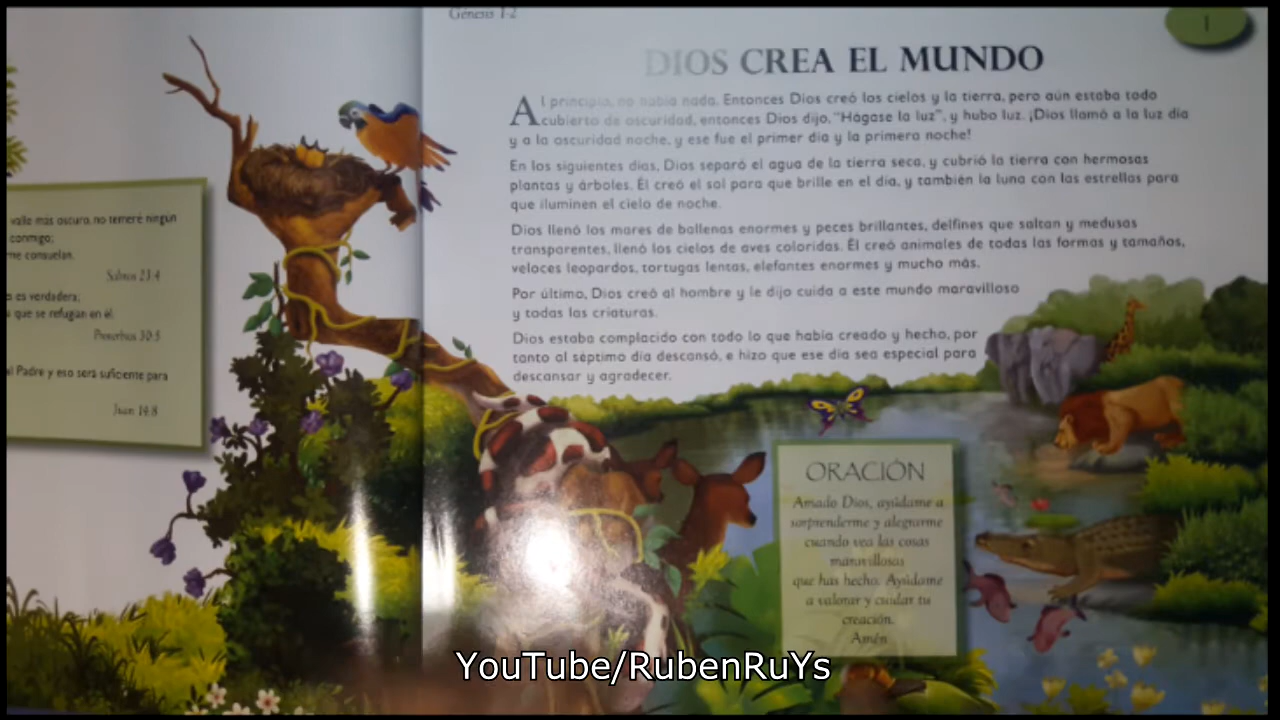 valle más oscuro, no temeré ningún
conmigo;
me consuelan.
Salmos 23:4
es verdadera;
a que se refugian en él.
Proverbios 30:5
al Padre y eso será suficiente para
Juan 14:8
Génesis 1-2
1
DIOS CREA EL MUNDO
Al principio, no había nada. Entonces Dios creó los cielos y la tierra, pero aún estaba todo
cubierto de oscuridad, entonces Dios dijo, "Hágase la luz", y hubo luz. ¡Dios llamó a la luz día
y a la oscuridad noche, y ese fue el primer día y la primera noche!
En los siguientes días, Dios separó el agua de la tierra seca, y cubrió la tierra con hermosas
plantas y árboles. Él creó el sol para que brille en el día, y también la luna con las estrellas para
que iluminen el cielo de noche.
Dios llenó los mares de ballenas enormes y peces brillantes, delfines que saltan y medusas
transparentes, llenó los cielos de aves coloridas. Él creó animales de todas las formas y tamaños,
veloces leopardos, tortugas lentas, elefantes enormes y mucho más.
Por último, Dios creó al hombre y le dijo cuida a este mundo maravilloso
y todas las criaturas.
Dios estaba complacido con todo lo que había creado y hecho, por
tanto al séptimo día descansó, e hizo que ese día sea especial para
descansar y agradecer.
ORACIÓN
Amado Dios, ayúdame a
sorprenderme y alegrarme
cuando vea las cosas
maravillosas
que has hecho. Ayúdame
a valorar y cuidar tu
creación.
Amén
YouTube/RubenRuYs